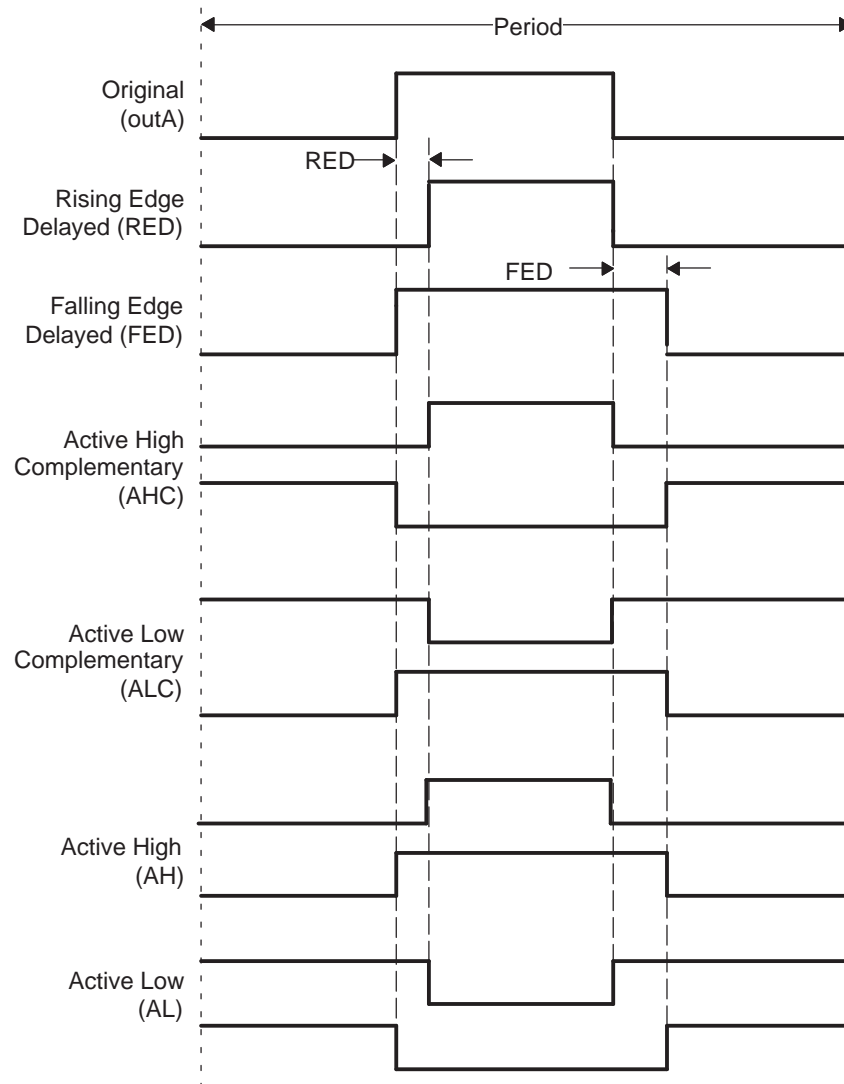 Period
Original
(outA)
RED
Rising Edge
Delayed (RED)
FED
Falling Edge
Delayed (FED)
Active High
Complementary
(AHC)
Active Low
Complementary
(ALC)
Active High
(AH)
Active Low
(AL)